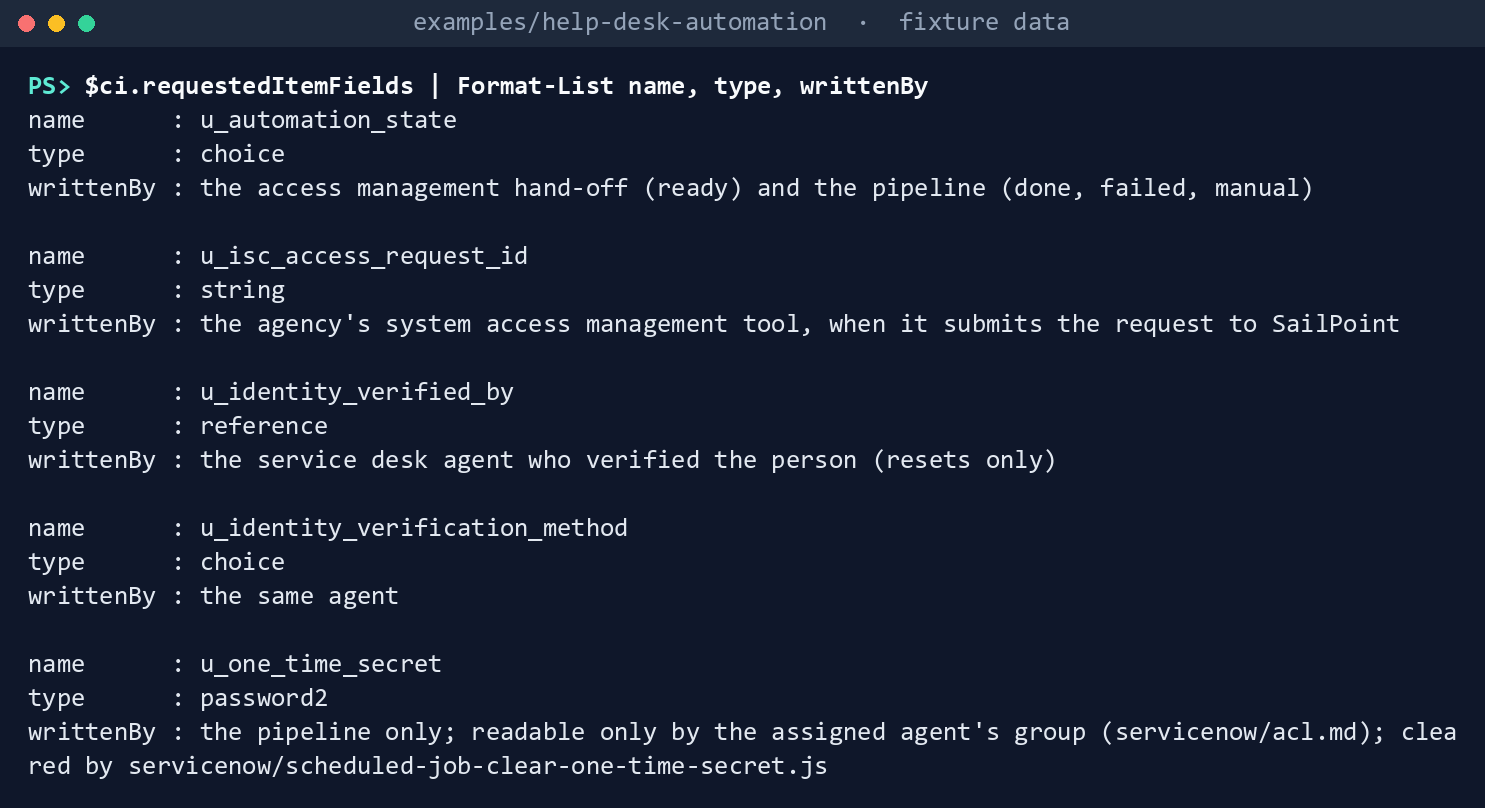 examples/help-desk-automation · fixture data
PS> $ci.requestedItemFields | Format-List name, type, writtenBy
name      : u_automation_state
type      : choice
writtenBy : the access management hand-off (ready) and the pipeline (done, failed, manual)

name      : u_isc_access_request_id
type      : string
writtenBy : the agency's system access management tool, when it submits the request to SailPoint

name      : u_identity_verified_by
type      : reference
writtenBy : the service desk agent who verified the person (resets only)

name      : u_identity_verification_method
type      : choice
writtenBy : the same agent

name      : u_one_time_secret
type      : password2
writtenBy : the pipeline only; readable only by the assigned agent's group (servicenow/acl.md); clea
red by servicenow/scheduled-job-clear-one-time-secret.js